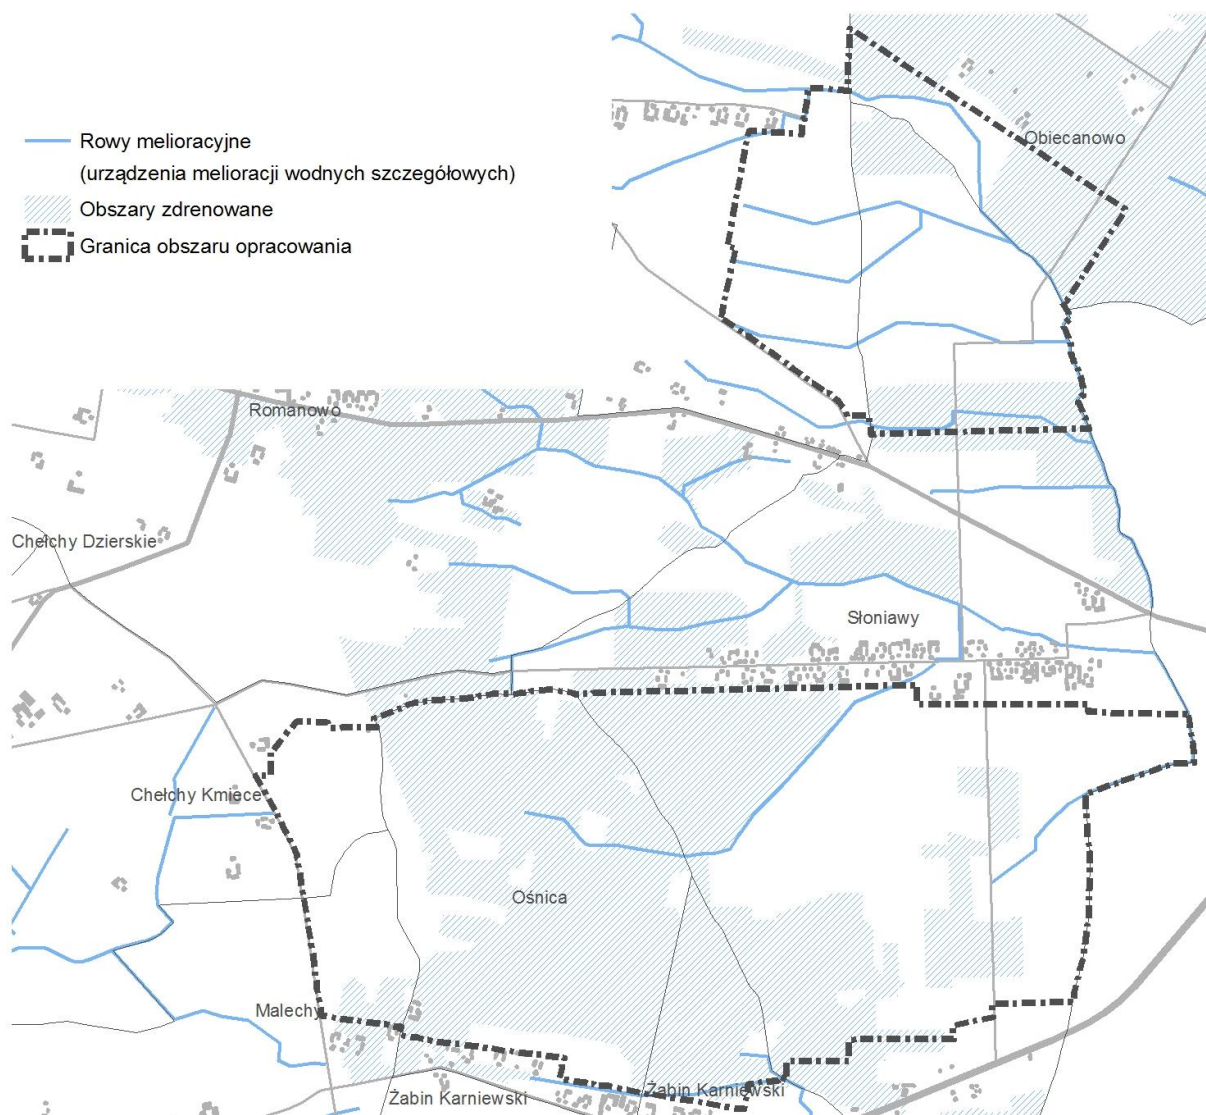 Rowy melioracyjne
(urządzenia melioracji wodnych szczegółowych)
Obszary zdrenowane
Granica obszaru opracowania
Obiecanowo
Romanowo
Chełchy Dzierskie
Słoniawy
Chełchy Kmiece
Ośnica
Malechy
Żabin Karniewski
Żabin Karniewski